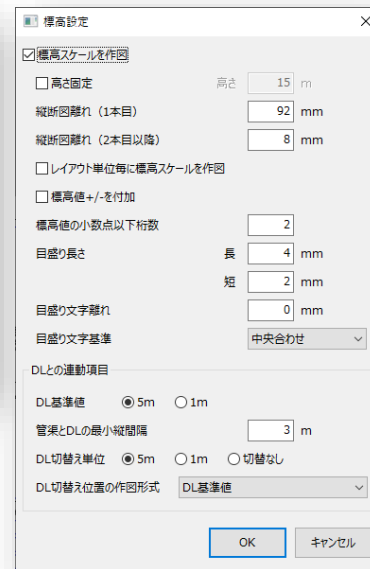 標高設定
標高スケールを作図
高さ固定 高さ 15 m
縦断図離れ（1本目） 92 mm
縦断図離れ（2本目以降） 8 mm
レイアウト単位毎に標高スケールを作図
標高値+/-を付加
標高値の小数点以下桁数 2
目盛り長さ 長 4 mm
短 2 mm
目盛り文字離れ 0 mm
目盛り文字基準 中央合わせ
DLとの連動項目
DL基準値 5m 1m
管渠とDLの最小縦間隔 3 m
DL切替え単位 5m 1m 切替なし
DL切替え位置の作図形式 DL基準値
OK キャンセル